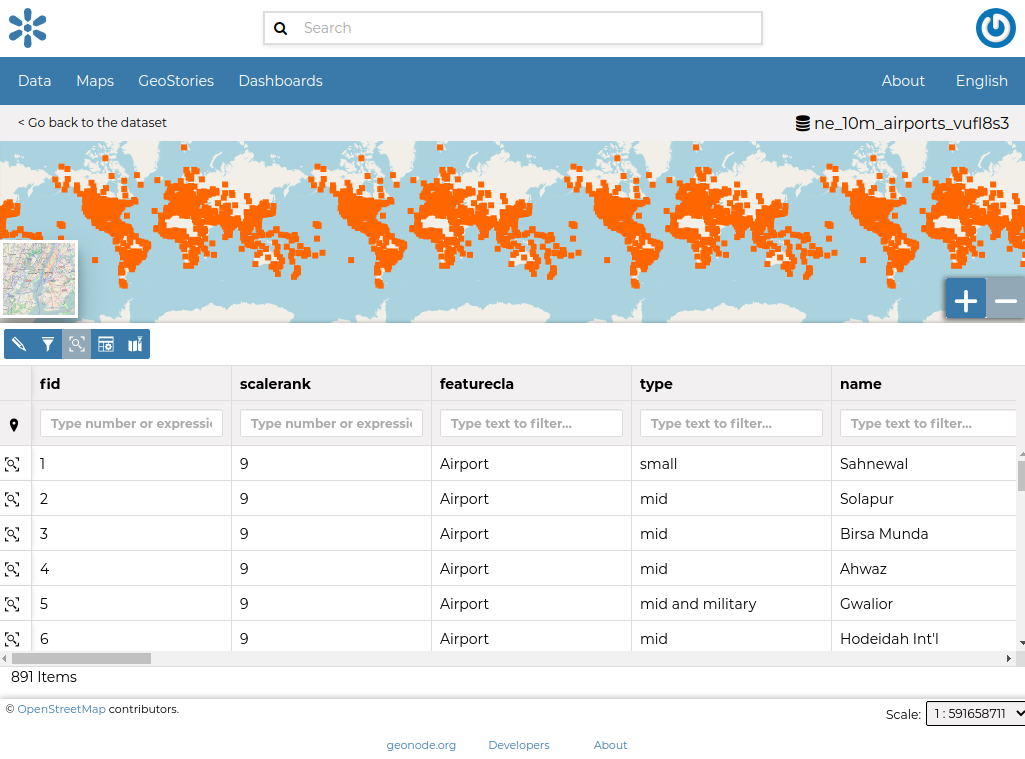 Search
Data Maps GeoStories Dashboards About English
< Go back to the dataset ne_10m_airports_vufl8s3
fid scalerank featurecla type name
Type number or expressi Type number or expressi Type text to filter... Type text to filter... Type text to filter...
1 9 Airport small Sahnewal
2 9 Airport mid Solapur
3 9 Airport mid Birsa Munda
4 9 Airport mid Ahwaz
5 9 Airport mid and military Gwalior
6 9 Airport mid Hodeidah Int'l
891 Items
© OpenStreetMap contributors. Scale: 1 : 591658711
geonode.org Developers About